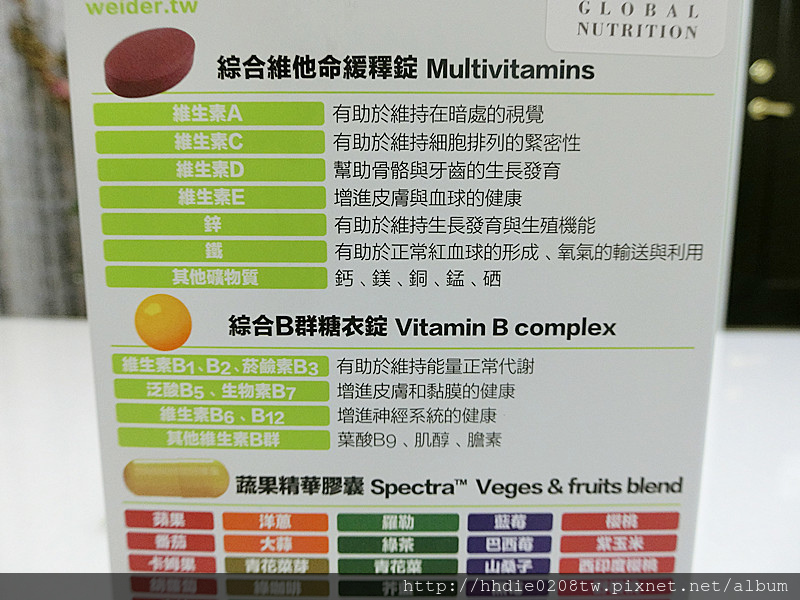 weider.tw
GLOBAL
NUTRITION
綜合維他命緩釋錠 Multivitamins
維生素A 有助於維持在暗處的視覺
維生素C 有助於維持細胞排列的緊密性
維生素D 幫助骨骼與牙齒的生長發育
維生素E 增進皮膚與血球的健康
鋅 有助於維持生長發育與生殖機能
鐵 有助於正常紅血球的形成、氧氣的輸送與利用
其他礦物質 鈣、鎂、銅、錳、硒
綜合B群糖衣錠 Vitamin B complex
維生素B1、B2、菸鹼素B3 有助於維持能量正常代謝
泛酸B5、生物素B7 增進皮膚和黏膜的健康
維生素B6、B12 增進神經系統的健康
其他維生素B群 葉酸B9、肌醇、膽素
蔬果精華膠囊 Spectra™ Veges & fruits blend
蘋果 洋蔥 羅勒 藍莓 櫻桃
番茄 大蒜 綠茶 巴西莓 紫玉米
卡姆果 青花菜芽 青花菜 山桑子 西印度櫻桃
http://hhdie0208tw.pixnet.net/album